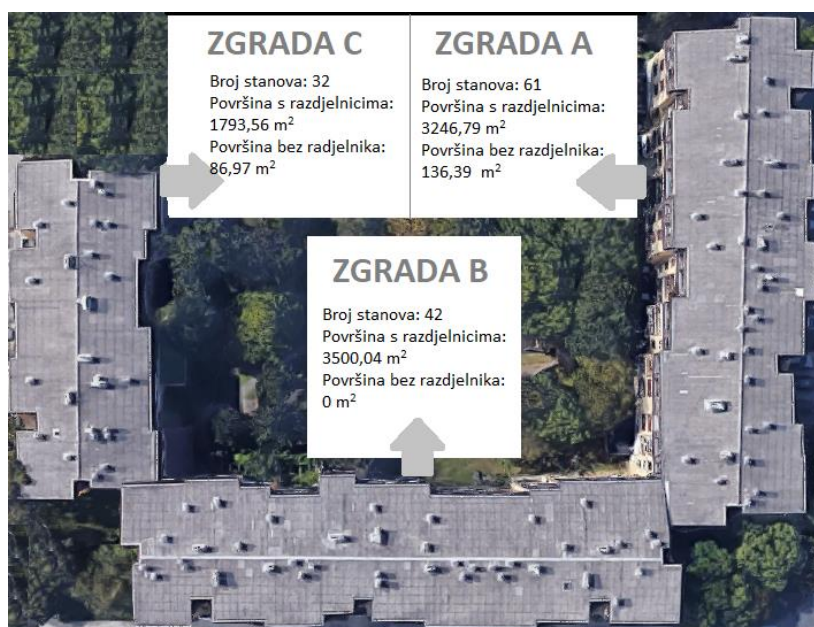 ZGRADA C
Broj stanova: 32
Površina s razdjelnicima:
1793,56 m²
Površina bez radjelnika:
86,97 m²
ZGRADA A
Broj stanova: 61
Površina s razdjelnicima:
3246,79 m²
Površina bez razdjelnika:
136,39 m²
ZGRADA B
Broj stanova: 42
Površina s razdjelnicima:
3500,04 m²
Površina bez razdjelnika:
0 m²